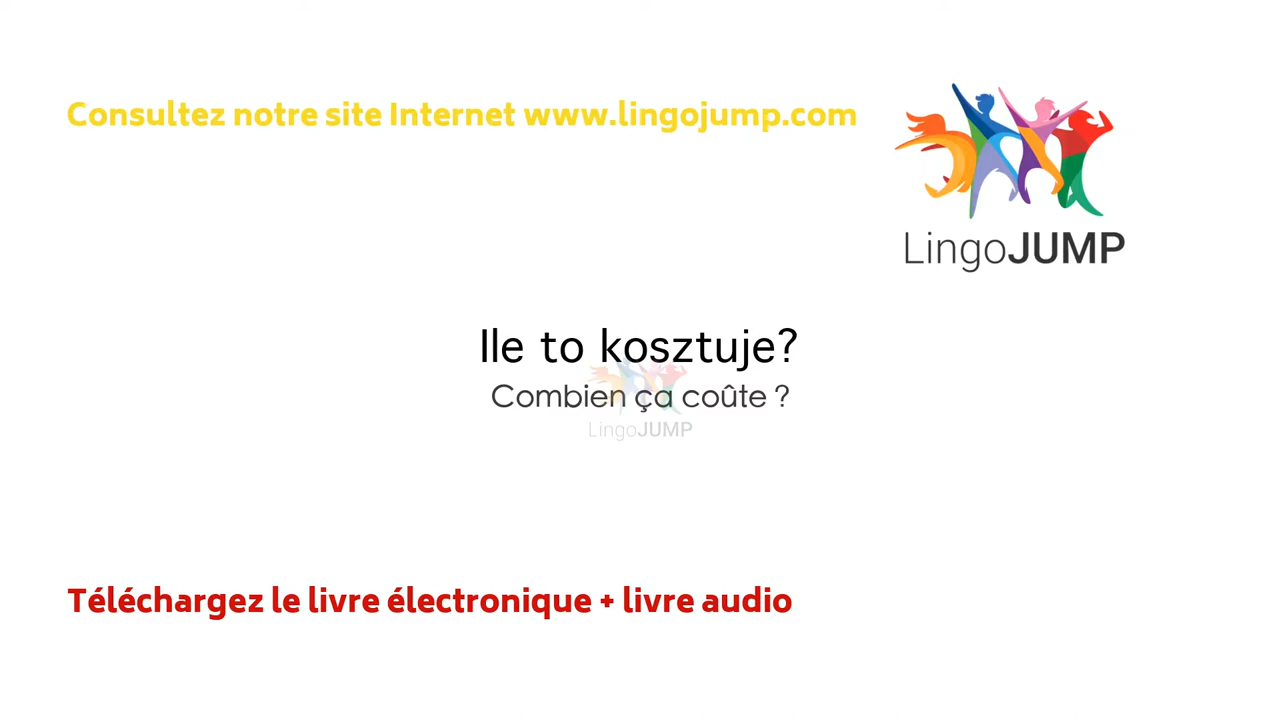 Consultez notre site Internet www.lingojump.com
LingoJUMP
Ile to kosztuje?
Combien ça coûte ?
LingoJUMP
Téléchargez le livre électronique + livre audio